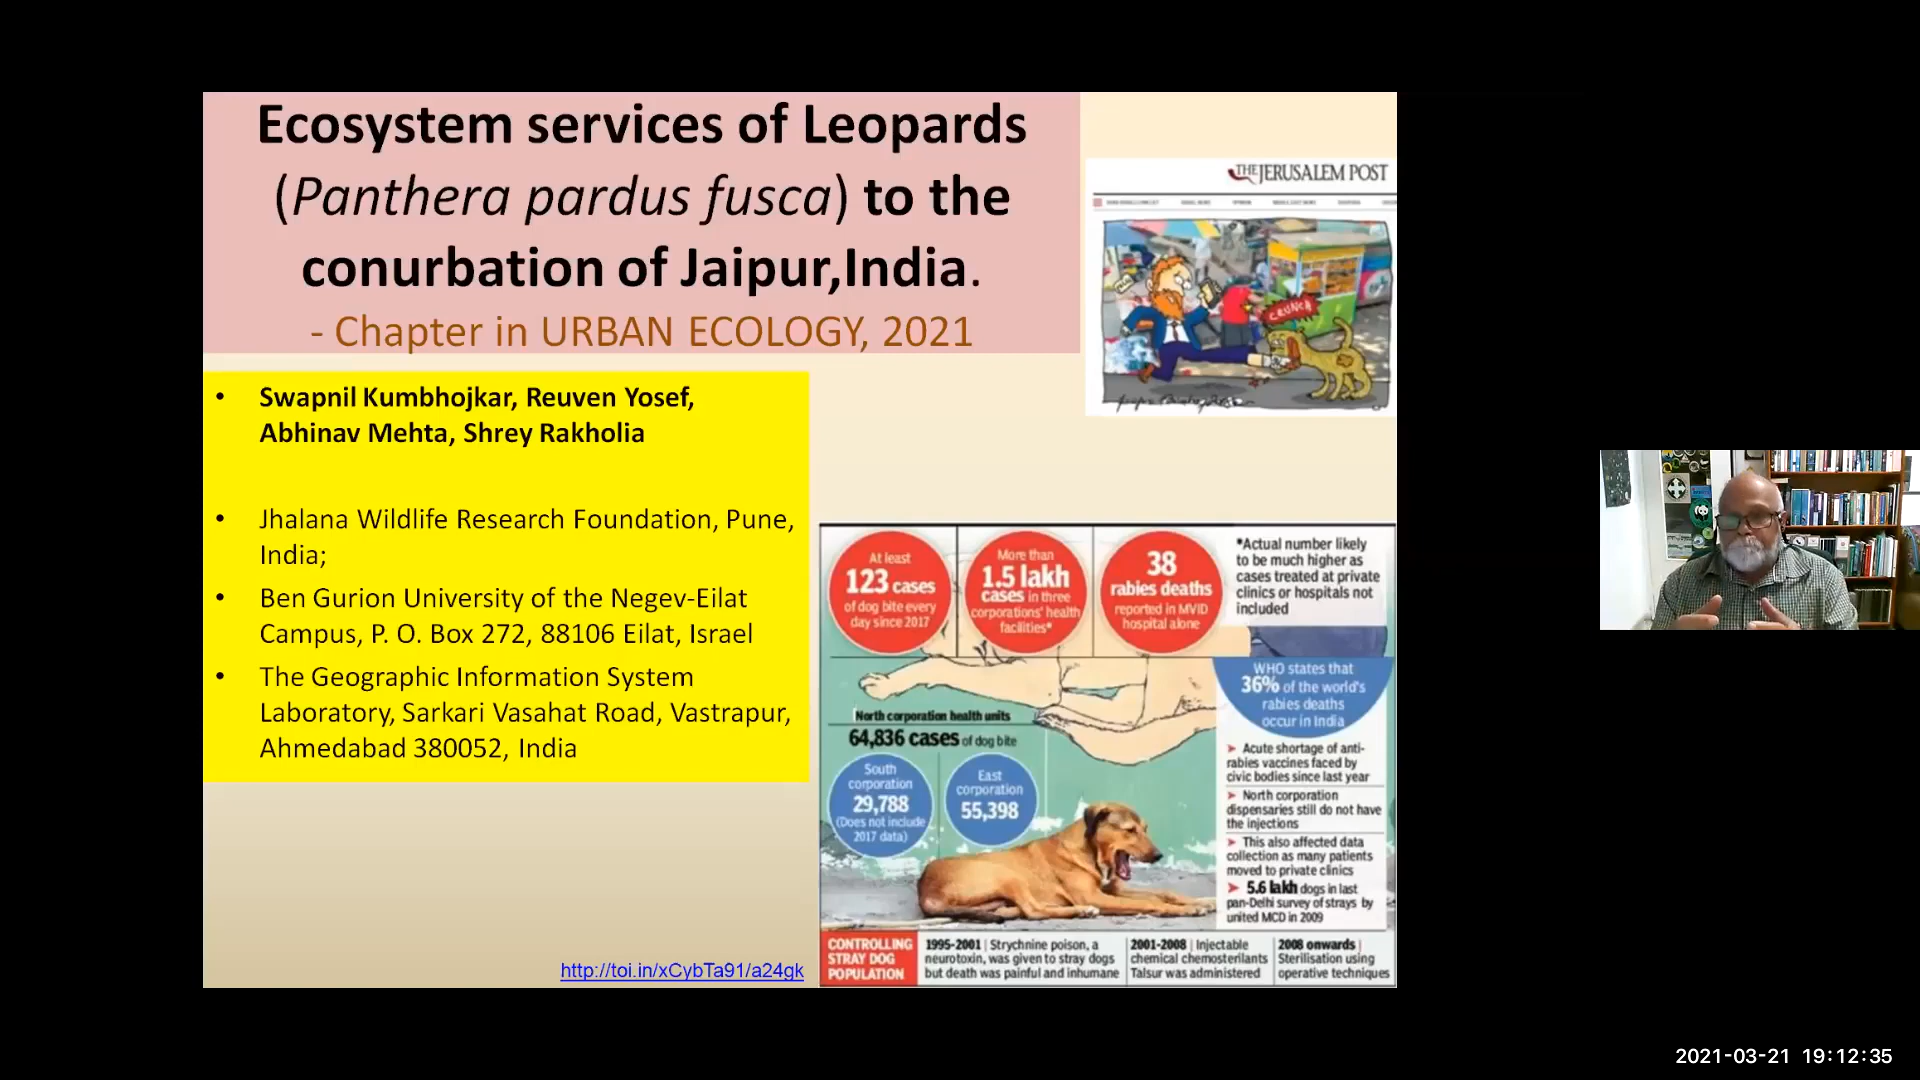 Ecosystem services of Leopards
(Panthera pardus fusca) to the
conurbation of Jaipur,India.
- Chapter in URBAN ECOLOGY, 2021
• Swapnil Kumbhojkar, Reuven Yosef,
Abhinav Mehta, Shrey Rakholia
• Jhalana Wildlife Research Foundation, Pune,
India;
• Ben Gurion University of the Negev-Eilat
Campus, P. O. Box 272, 88106 Eilat, Israel
• The Geographic Information System
Laboratory, Sarkari Vasahat Road, Vastrapur,
Ahmedabad 380052, India
http://toi.in/xCybTa91/a24gk
THE JERUSALEM POST
CRUNCH
At least
123 cases
of dog bite every
day since 2017
More than
1.5 lakh
cases in three
corporations' health
facilities*
38
rabies deaths
reported in MVID
hospital alone
*Actual number likely
to be much higher as
cases treated at private
clinics or hospitals not
included
WHO states that
36% of the world's
rabies deaths
occur in India
North corporation health units
64,836 cases of dog bite
South
corporation
29,788
(Does not include
2017 data)
East
corporation
55,398
➤ Acute shortage of anti-
rabies vaccines faced by
civic bodies since last year
➤ North corporation
dispensaries still do not have
the injections
➤ This also affected data
collection as many patients
moved to private clinics
➤ 5.6 lakh dogs in last
pan-Delhi survey of strays by
united MCD in 2009
CONTROLLING
STRAY DOG
POPULATION
1995-2001 | Strychnine poison, a
neurotoxin, was given to stray dogs
but death was painful and inhumane
2001-2008 | Injectable
chemical chemosterilants
Talsur was administered
2008 onwards |
Sterilisation using
operative techniques
2021-03-21 19:12:35